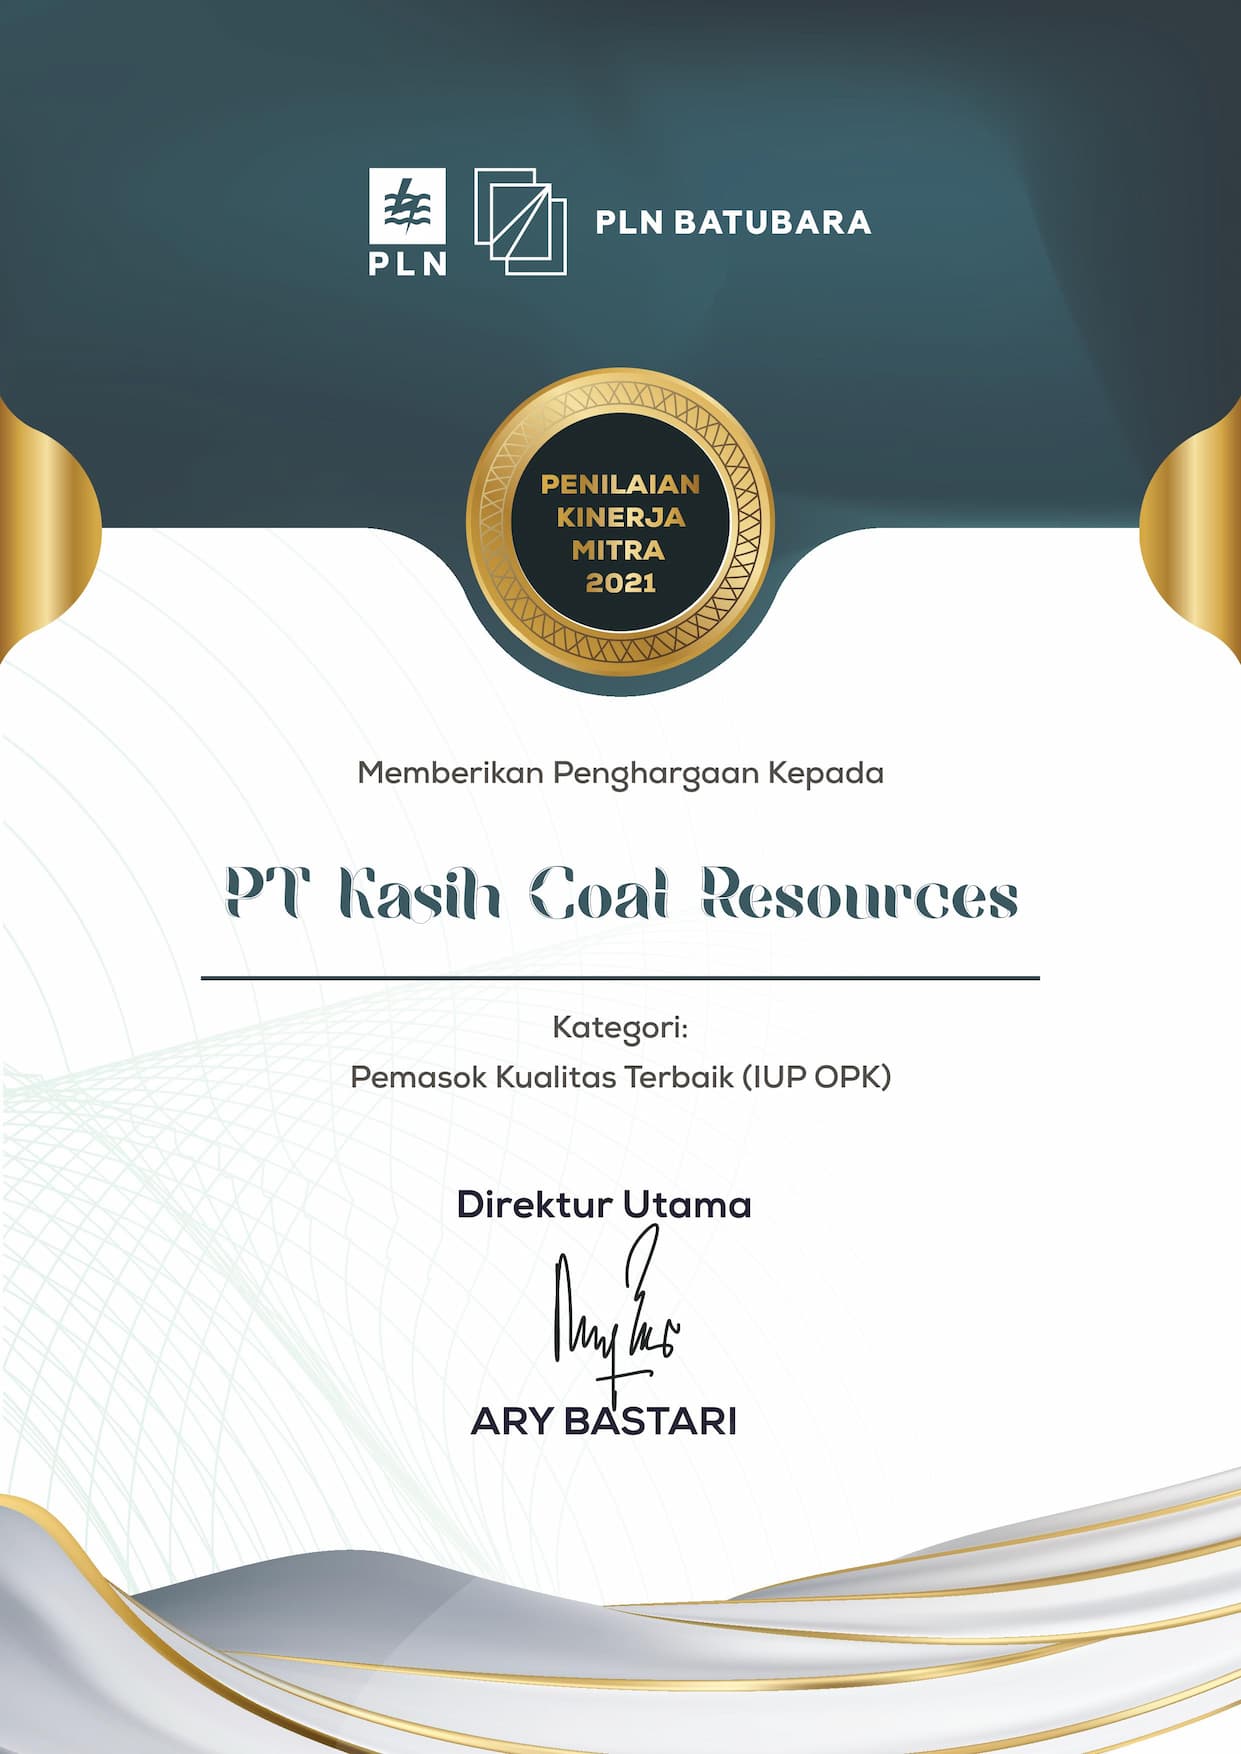 PLN
PLN BATUBARA
PENILAIAN
KINERJA
MITRA
2021
Memberikan Penghargaan Kepada
PT Kasih Coal Resources
Kategori:
Pemasok Kualitas Terbaik (IUP OPK)
Direktur Utama
ARY BASTARI